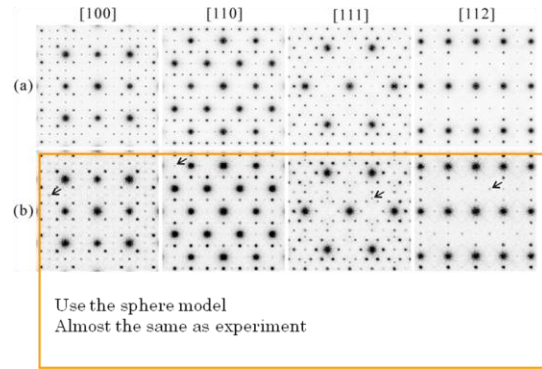 [100] [110] [111] [112]
(a)
(b)
Use the sphere model
Almost the same as experiment